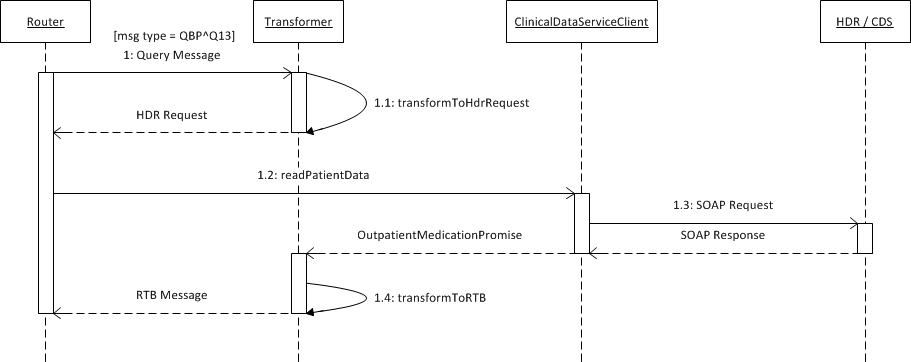 Router
Transformer
ClinicalDataServiceClient
HDR / CDS
[msg type = QBP^Q13]
1: Query Message
1.1: transformToHdrRequest
HDR Request
1.2: readPatientData
1.3: SOAP Request
OutpatientMedicationPromise
SOAP Response
RTB Message
1.4: transformToRTB